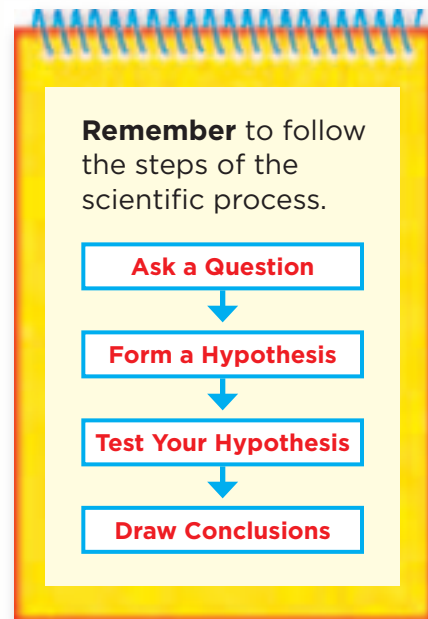 Remember to follow
the steps of the
scientific process.
Ask a Question
Form a Hypothesis
Test Your Hypothesis
Draw Conclusions